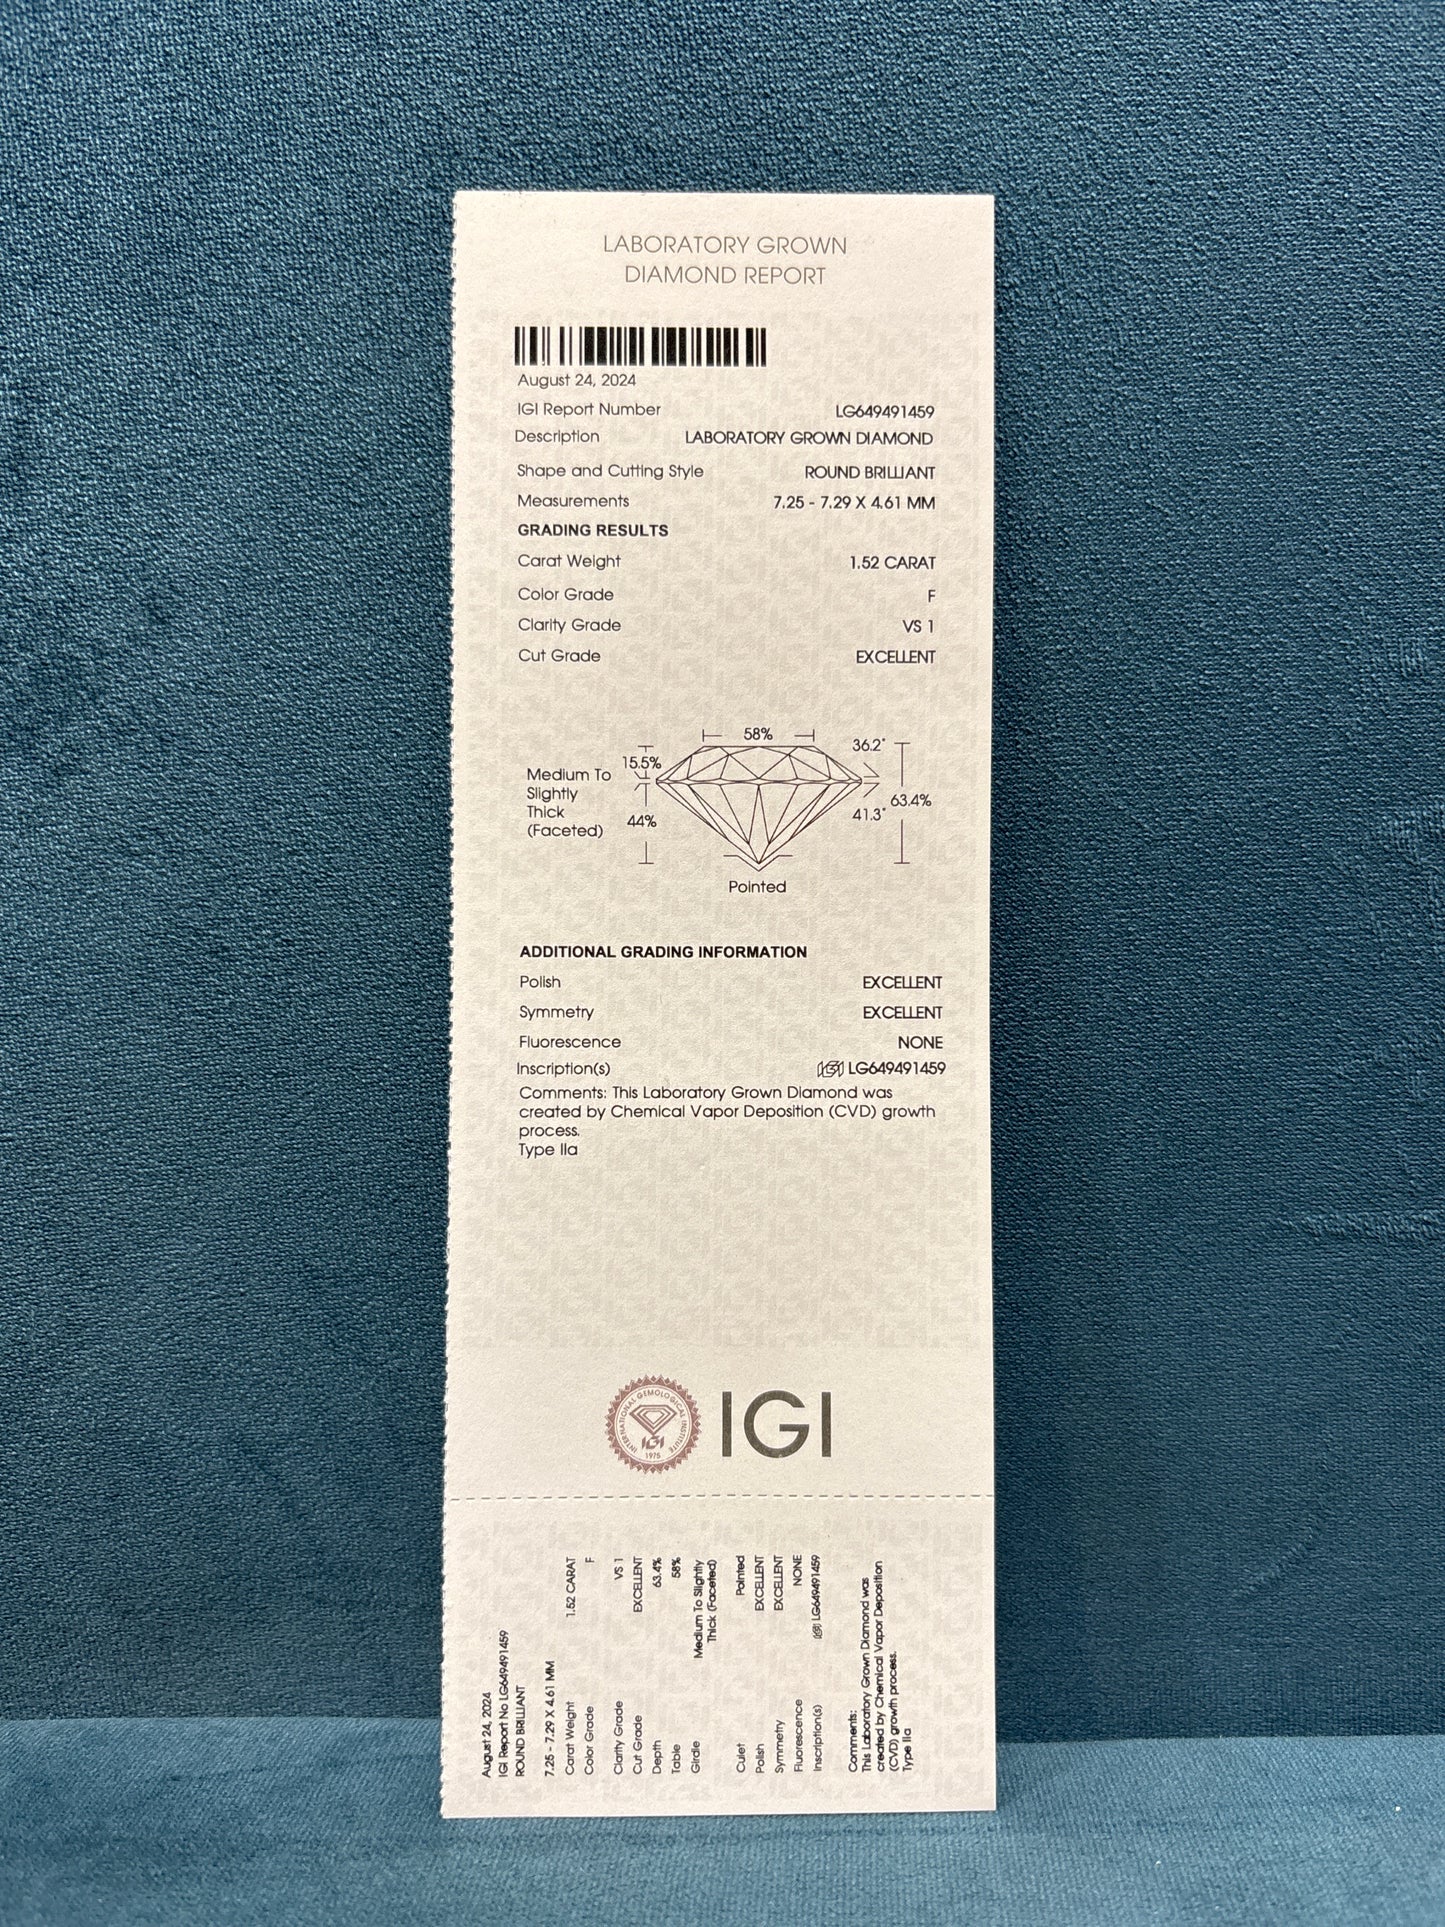 LABORATORY GROWN
DIAMOND REPORT
August 24, 2024
IGI Report Number LG649491459
Description LABORATORY GROWN DIAMOND
Shape and Cutting Style ROUND BRILLIANT
Measurements 7.25 - 7.29 X 4.61 MM
GRADING RESULTS
Carat Weight 1.52 CARAT
Color Grade F
Clarity Grade VS 1
Cut Grade EXCELLENT
58%
36.2°
15.5%
Medium To
Slightly
Thick
(Faceted)
63.4%
41.3°
44%
Pointed
ADDITIONAL GRADING INFORMATION
Polish EXCELLENT
Symmetry EXCELLENT
Fluorescence NONE
Inscription(s) IGI LG649491459
Comments: This Laboratory Grown Diamond was
created by Chemical Vapor Deposition (CVD) growth
process.
Type IIa
INTERNATIONAL GEMOLOGICAL INSTITUTE
IGI
1975
IGI
August 24, 2024
IGI Report No LG649491459
ROUND BRILLIANT
7.25 - 7.29 X 4.61 MM
Carat Weight 1.52 CARAT
Color Grade F
Clarity Grade VS 1
Cut Grade EXCELLENT
Depth 63.4%
Table 58%
Girdle Medium To Slightly
Thick (Faceted)
Culet Pointed
Polish EXCELLENT
Symmetry EXCELLENT
Fluorescence NONE
Inscription(s) IGI LG649491459
Comments:
This Laboratory Grown Diamond was
created by Chemical Vapor Deposition
(CVD) growth process.
Type IIa